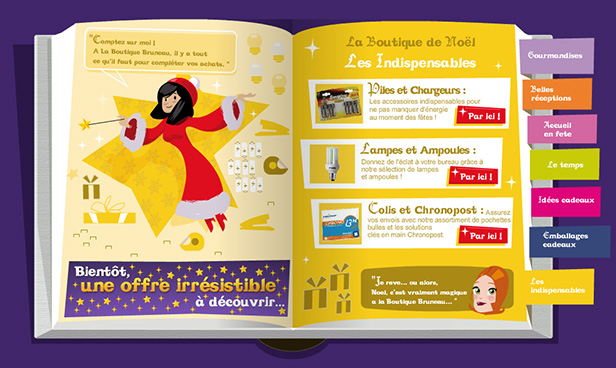 "Comptez sur moi !
A La Boutique Bruneau, il y a tout
ce qu'il faut pour compléter vos achats."
Bientôt,
une offre irrésistible
à découvrir...
La Boutique de Noël
Les Indispensables
Piles et Chargeurs :
Les accessoires indispensables pour
ne pas manquer d'énergie
au moment des fêtes !
Par ici !
Lampes et Ampoules :
Donnez de l'éclat à votre bureau grâce à
notre sélection de lampes
et ampoules !
Par ici !
Colis et Chronopost : Assurez
vos envois avec notre assortiment de pochettes
bulles et les solutions
clés en main Chronopost.
Par ici !
"Je reve... ou alors,
Noel, c'est vraiment magique
a la Boutique Bruneau..."
Gourmandises
Belles
réceptions
Accueil
en fete
Le temps
Idées cadeaux
Emballages
cadeaux
Les
indispensables